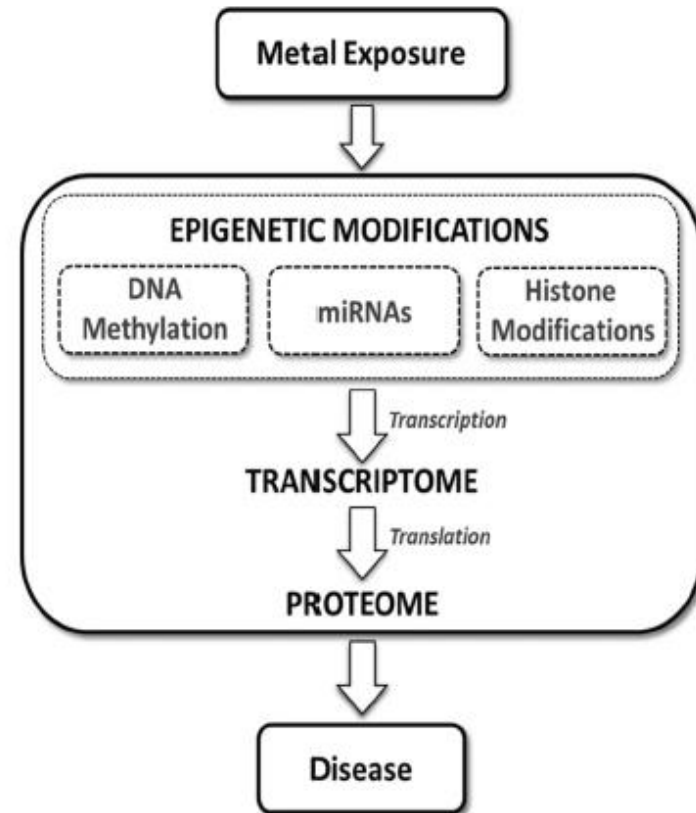 Metal Exposure
EPIGENETIC MODIFICATIONS
DNA
Methylation
miRNAs
Histone
Modifications
Transcription
TRANSCRIPTOME
Translation
PROTEOME
Disease